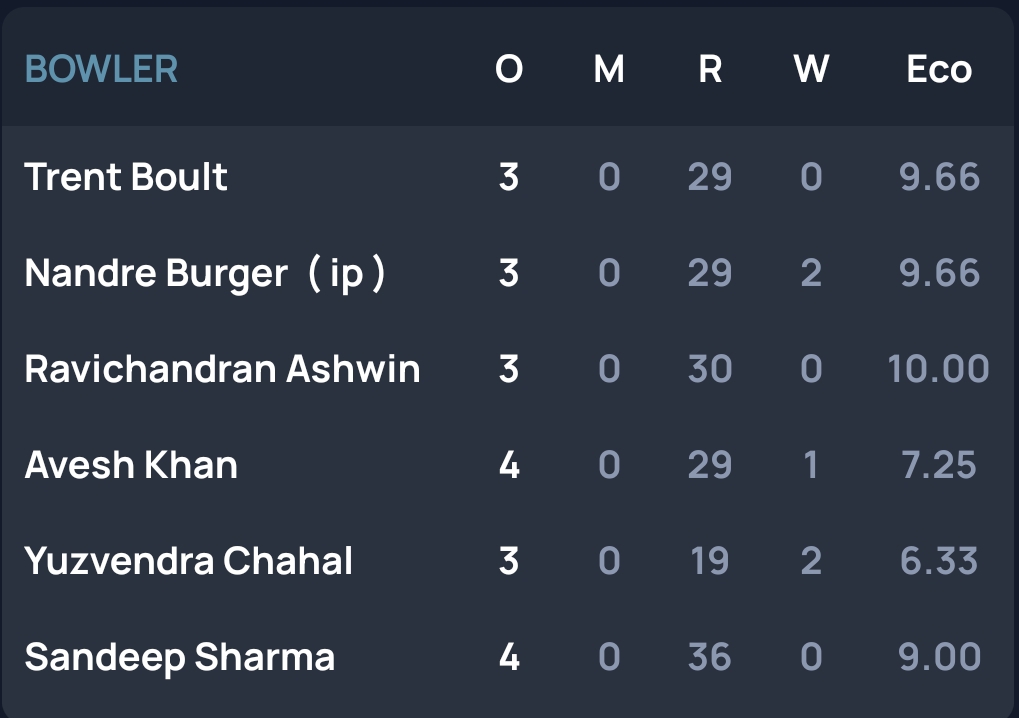 BOWLER O M R W Eco
Trent Boult 3 0 29 0 9.66
Nandre Burger ( ip ) 3 0 29 2 9.66
Ravichandran Ashwin 3 0 30 0 10.00
Avesh Khan 4 0 29 1 7.25
Yuzvendra Chahal 3 0 19 2 6.33
Sandeep Sharma 4 0 36 0 9.00